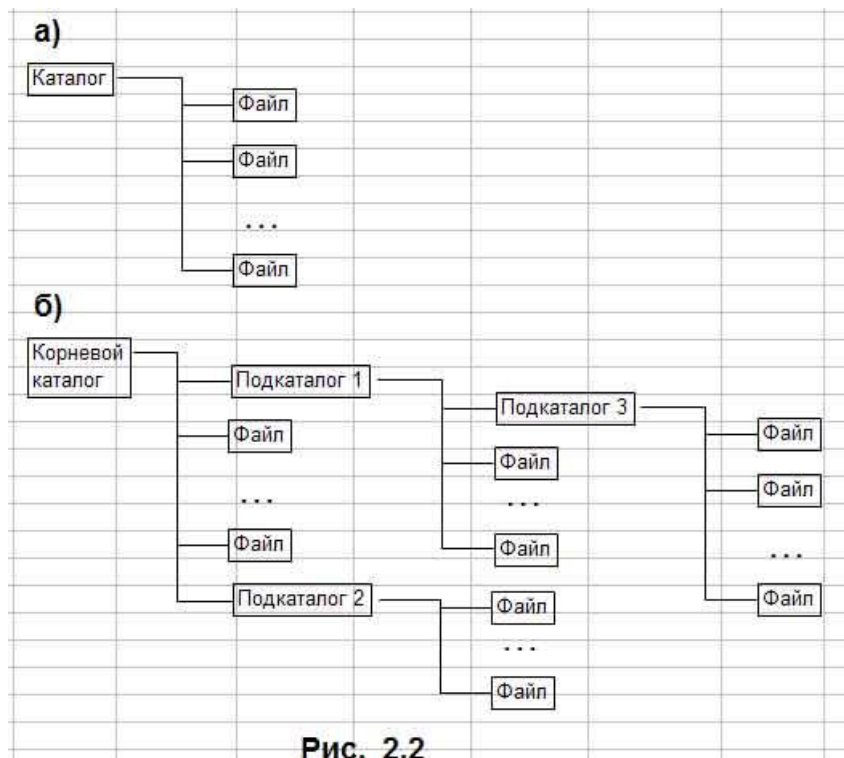 а)
Каталог
Файл
Файл
...
Файл
б)
Корневой
каталог
Подкаталог 1
Файл
...
Файл
Подкаталог 2
Подкаталог 3
Файл
...
Файл
Файл
...
Файл
Файл
Файл
...
Файл
Рис. 2.2